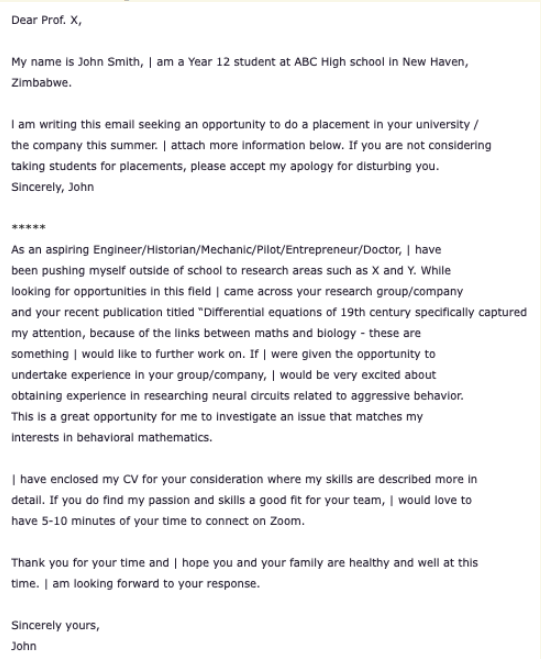 Dear Prof. X,
My name is John Smith, | am a Year 12 student at ABC High school in New Haven,
Zimbabwe.
I am writing this email seeking an opportunity to do a placement in your university /
the company this summer. | attach more information below. If you are not considering
taking students for placements, please accept my apology for disturbing you.
Sincerely, John
*****
As an aspiring Engineer/Historian/Mechanic/Pilot/Entrepreneur/Doctor, | have
been pushing myself outside of school to research areas such as X and Y. While
looking for opportunities in this field | came across your research group/company
and your recent publication titled “Differential equations of 19th century specifically captured
my attention, because of the links between maths and biology - these are
something | would like to further work on. If | were given the opportunity to
undertake experience in your group/company, | would be very excited about
obtaining experience in researching neural circuits related to aggressive behavior.
This is a great opportunity for me to investigate an issue that matches my
interests in behavioral mathematics.
| have enclosed my CV for your consideration where my skills are described more in
detail. If you do find my passion and skills a good fit for your team, | would love to
have 5-10 minutes of your time to connect on Zoom.
Thank you for your time and | hope you and your family are healthy and well at this
time. | am looking forward to your response.
Sincerely yours,
John